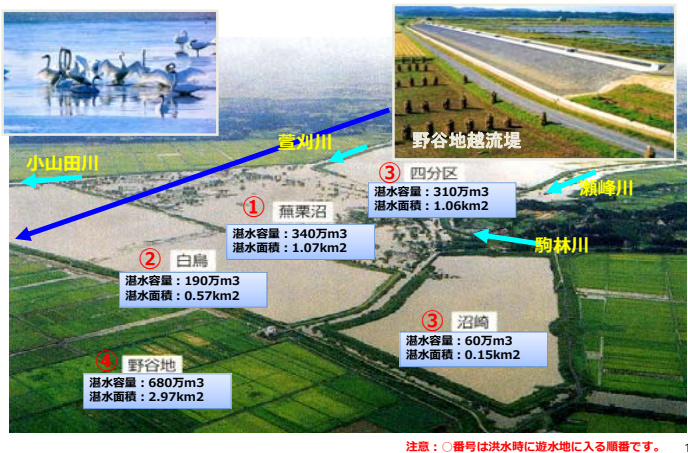 野谷地越流堤
小山田川
萱刈川
③ 四分区
湛水容量：310万m3
湛水面積：1.06km2
瀬峰川
① 蕪栗沼
湛水容量：340万m3
湛水面積：1.07km2
駒林川
② 白鳥
湛水容量：190万m3
湛水面積：0.57km2
③ 沼崎
湛水容量：60万m3
湛水面積：0.15km2
④ 野谷地
湛水容量：680万m3
湛水面積：2.97km2
注意：○番号は洪水時に遊水地に入る順番です。
1